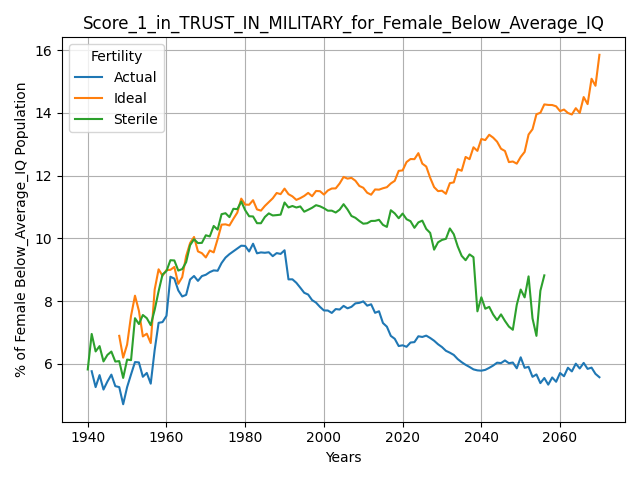 Score_1_in_TRUST_IN_MILITARY_for_Female_Below_Average_IQ
% of Female Below_Average_IQ Population
16
14
12
10
8
6
Fertility
Actual
Ideal
Sterile
1940 1960 1980 2000 2020 2040 2060
Years